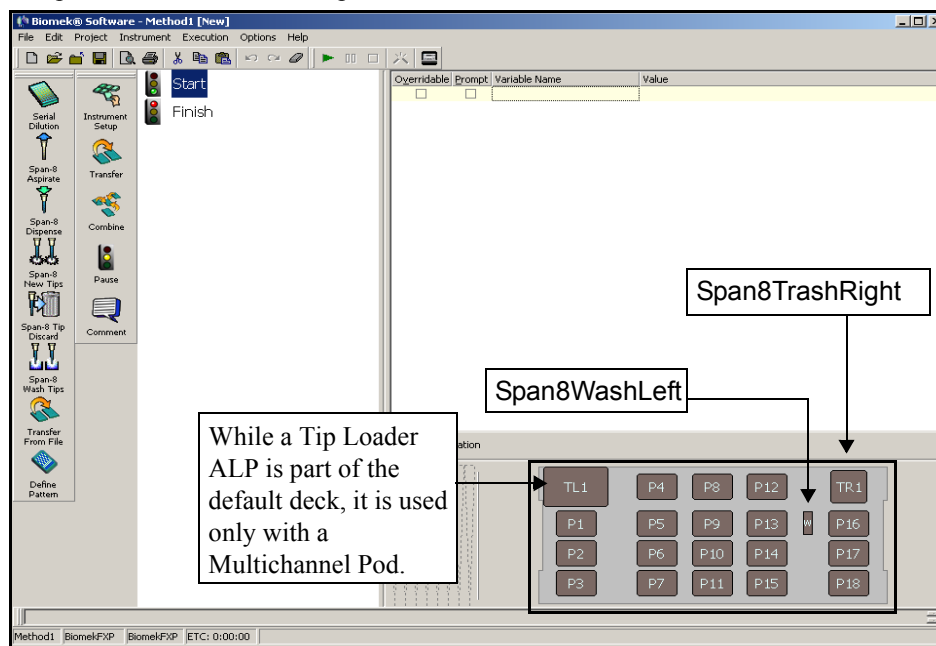 Biomek® Software - Method1 [New]
File Edit Project Instrument Execution Options Help
Start
Finish
Serial
Dilution
Span-8
Aspirate
Span-8
Dispense
Span-8
New Tips
Span-8 Tip
Discard
Span-8
Wash Tips
Transfer
From File
Define
Pattern
Instrument
Setup
Transfer
Combine
Pause
Comment
Overridable Prompt Variable Name Value
Span8TrashRight
Span8WashLeft
While a Tip Loader
ALP is part of the
default deck, it is used
only with a
Multichannel Pod.
ation
TL1 P4 P8 P12 TR1
P1 P5 P9 P13 W P16
P2 P6 P10 P14 P17
P3 P7 P11 P15 P18
Method1 BiomekFXP BiomekFXP ETC: 0:00:00